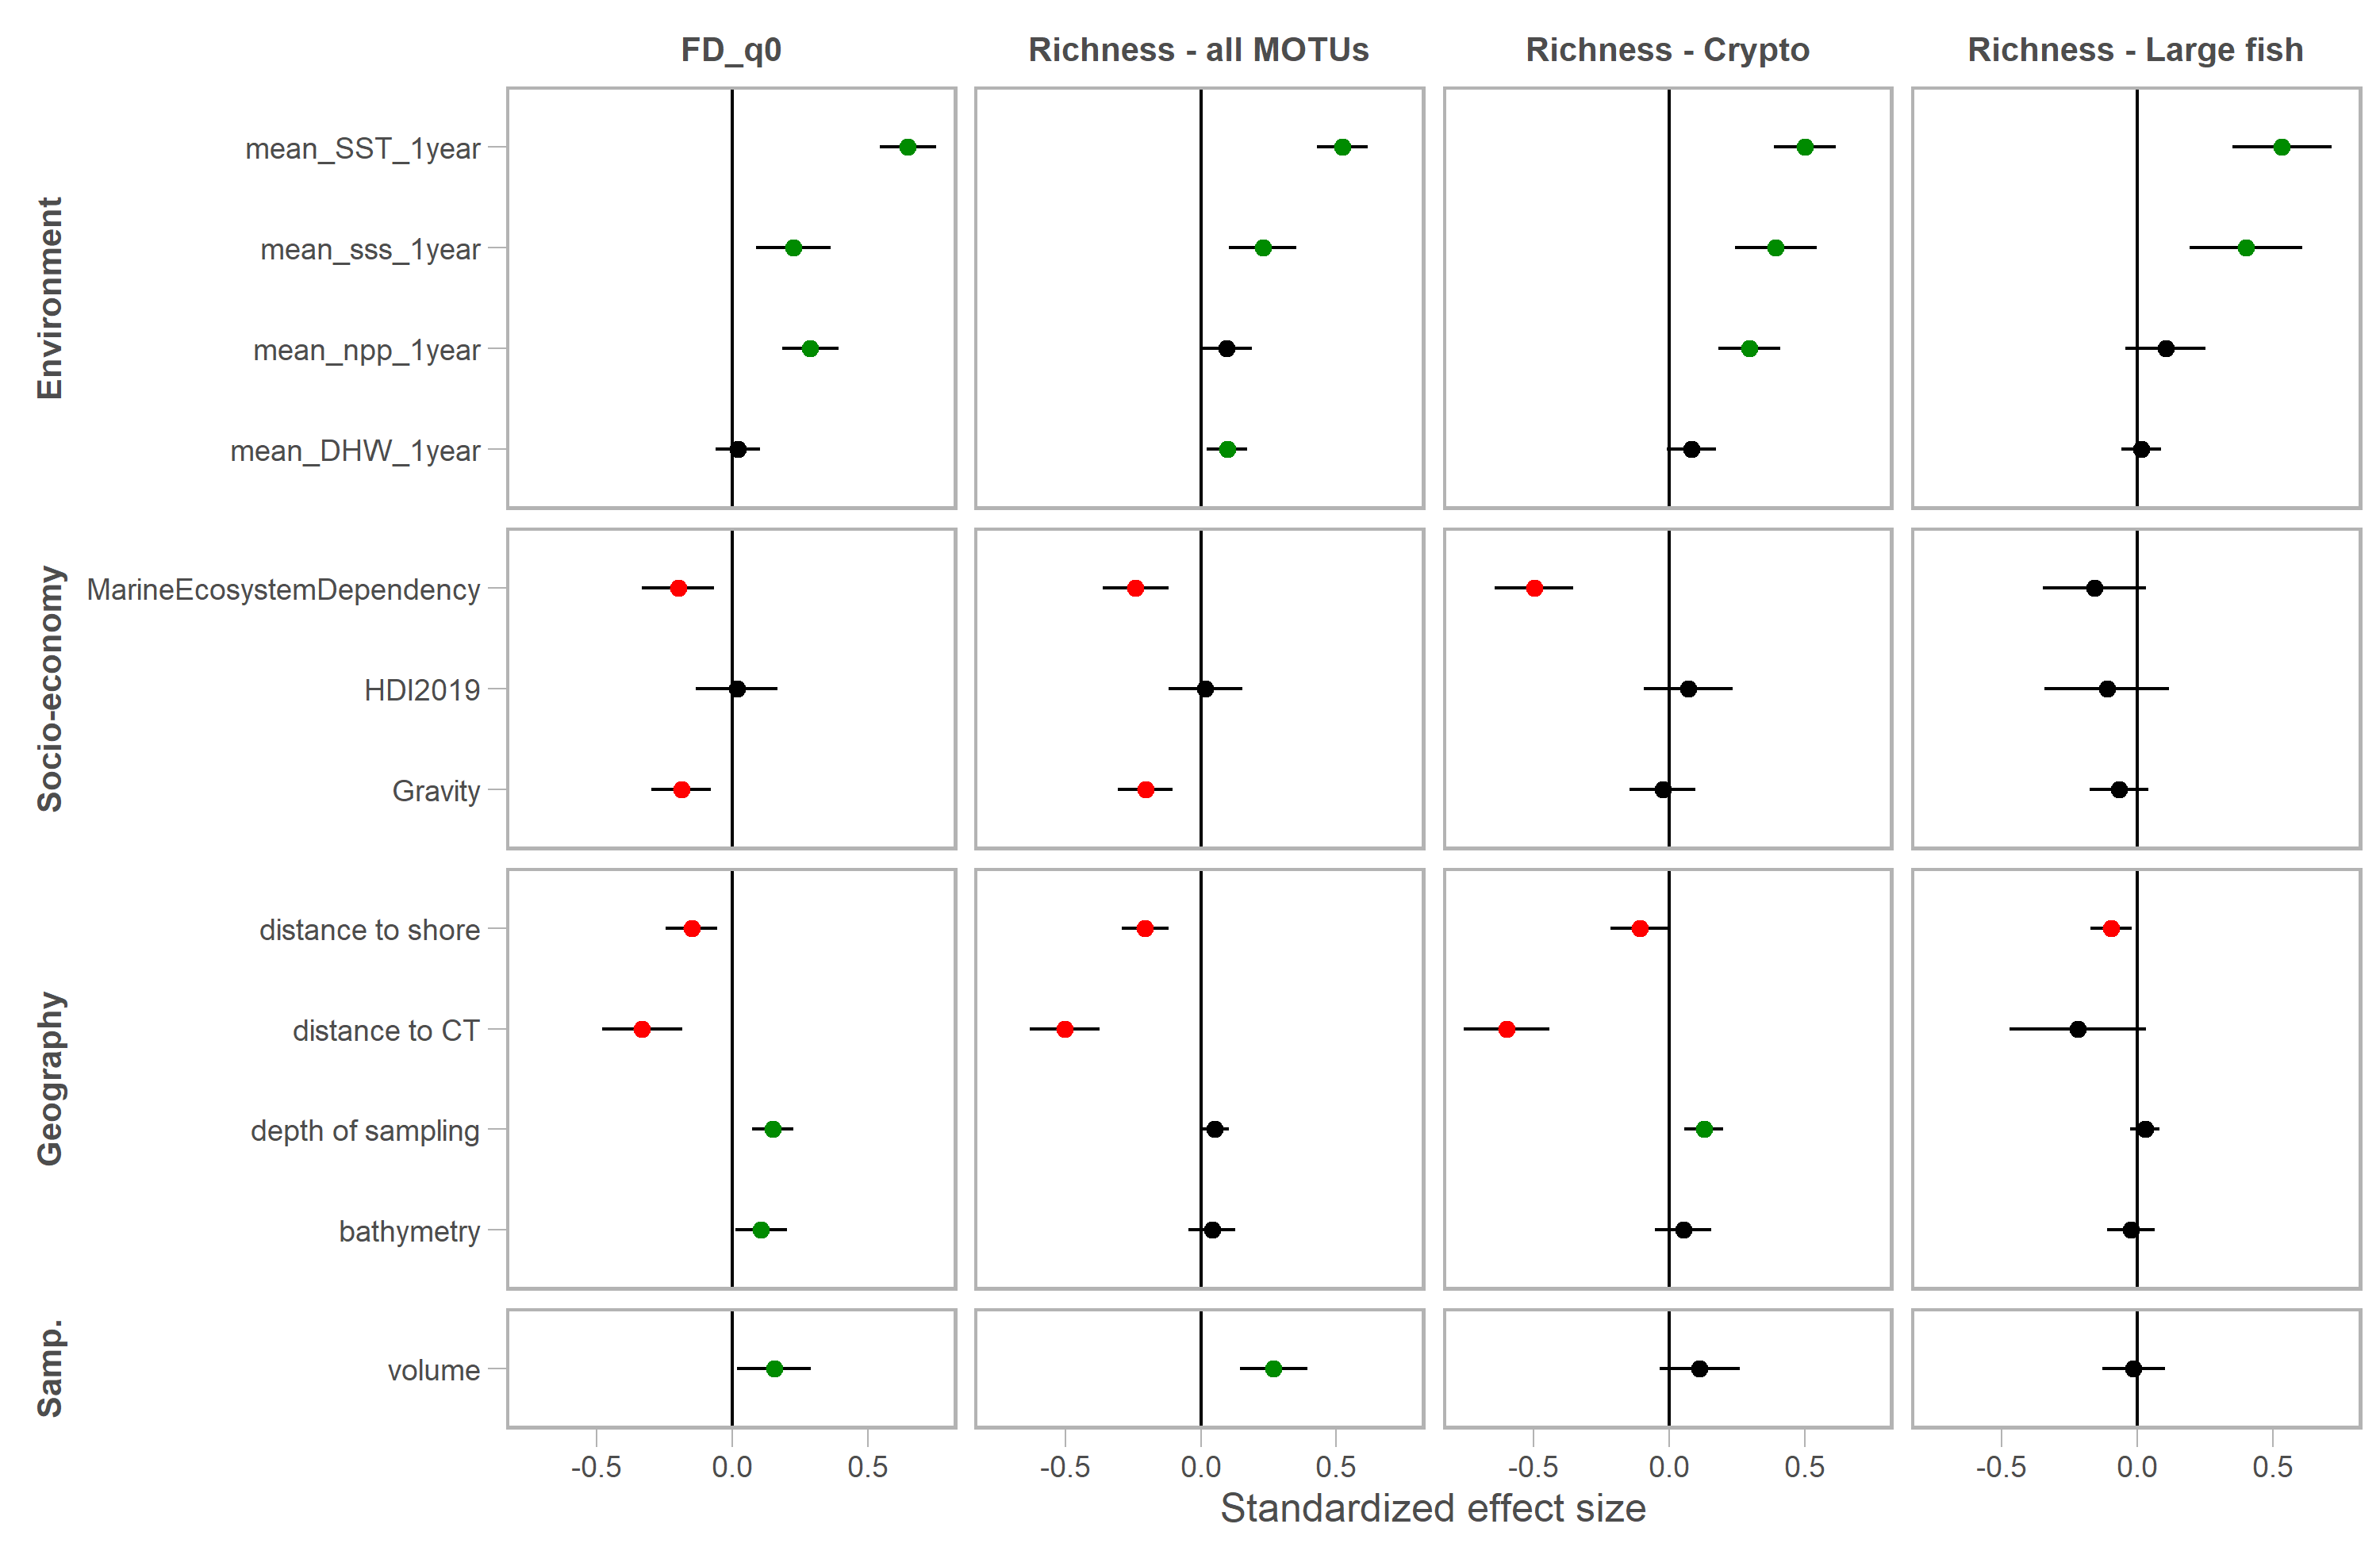 FD_q0
Richness - all MOTUs
Richness - Crypto
Richness - Large fish
Environment
mean_SST_1year
mean_sss_1year
mean_npp_1year
mean_DHW_1year
Socio-economy
MarineEcosystemDependency
HDI2019
Gravity
Geography
distance to shore
distance to CT
depth of sampling
bathymetry
Samp.
volume
-0.5 0.0 0.5
-0.5 0.0 0.5
-0.5 0.0 0.5
-0.5 0.0 0.5
Standardized effect size